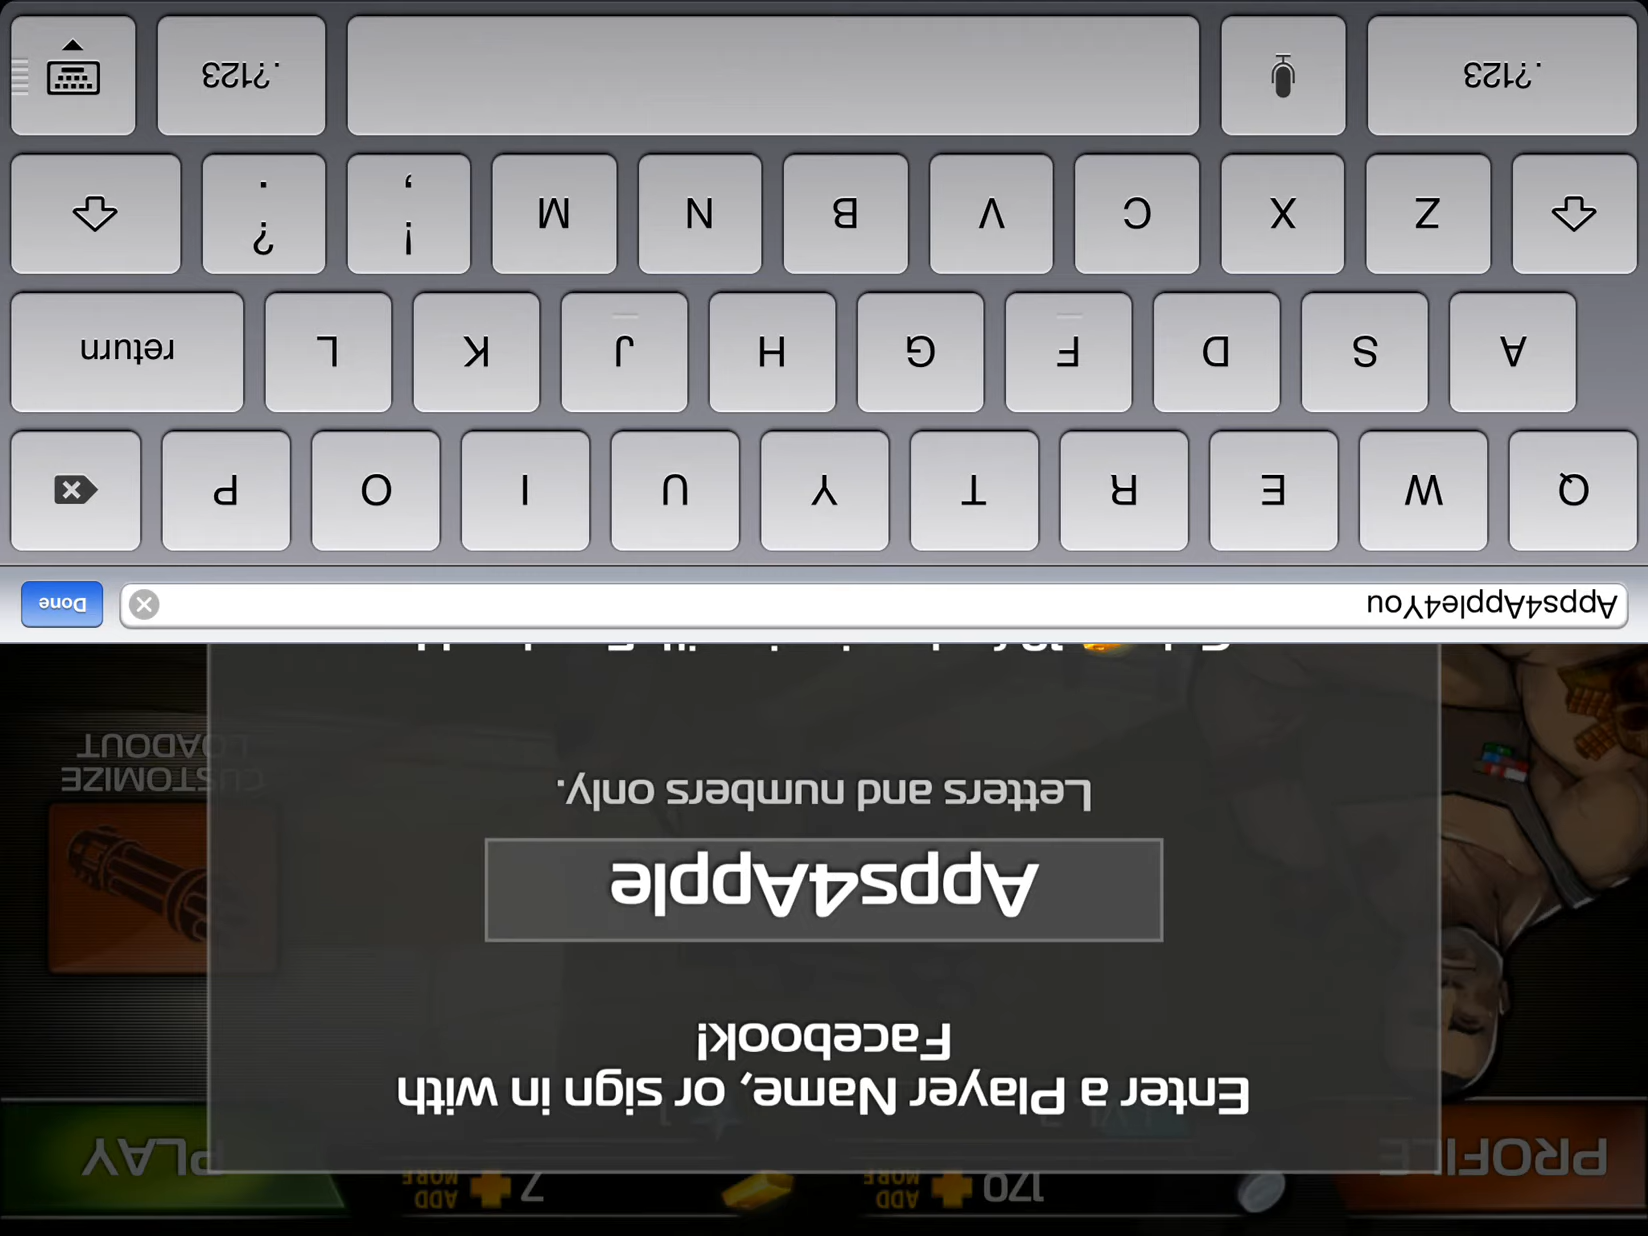 PROFILE
170
ADD
MORE
7
ADD
MORE
PLAY
Enter a Player Name, or sign in with
Facebook!
Apps4Apple
Letters and numbers only.
CUSTOMIZE
LOADOUT
Apps4Apple4You
Done
Q W E R T Y U I O P
A S D F G H J K L return
Z X C V B N M ! , ? .
.?123 .?123